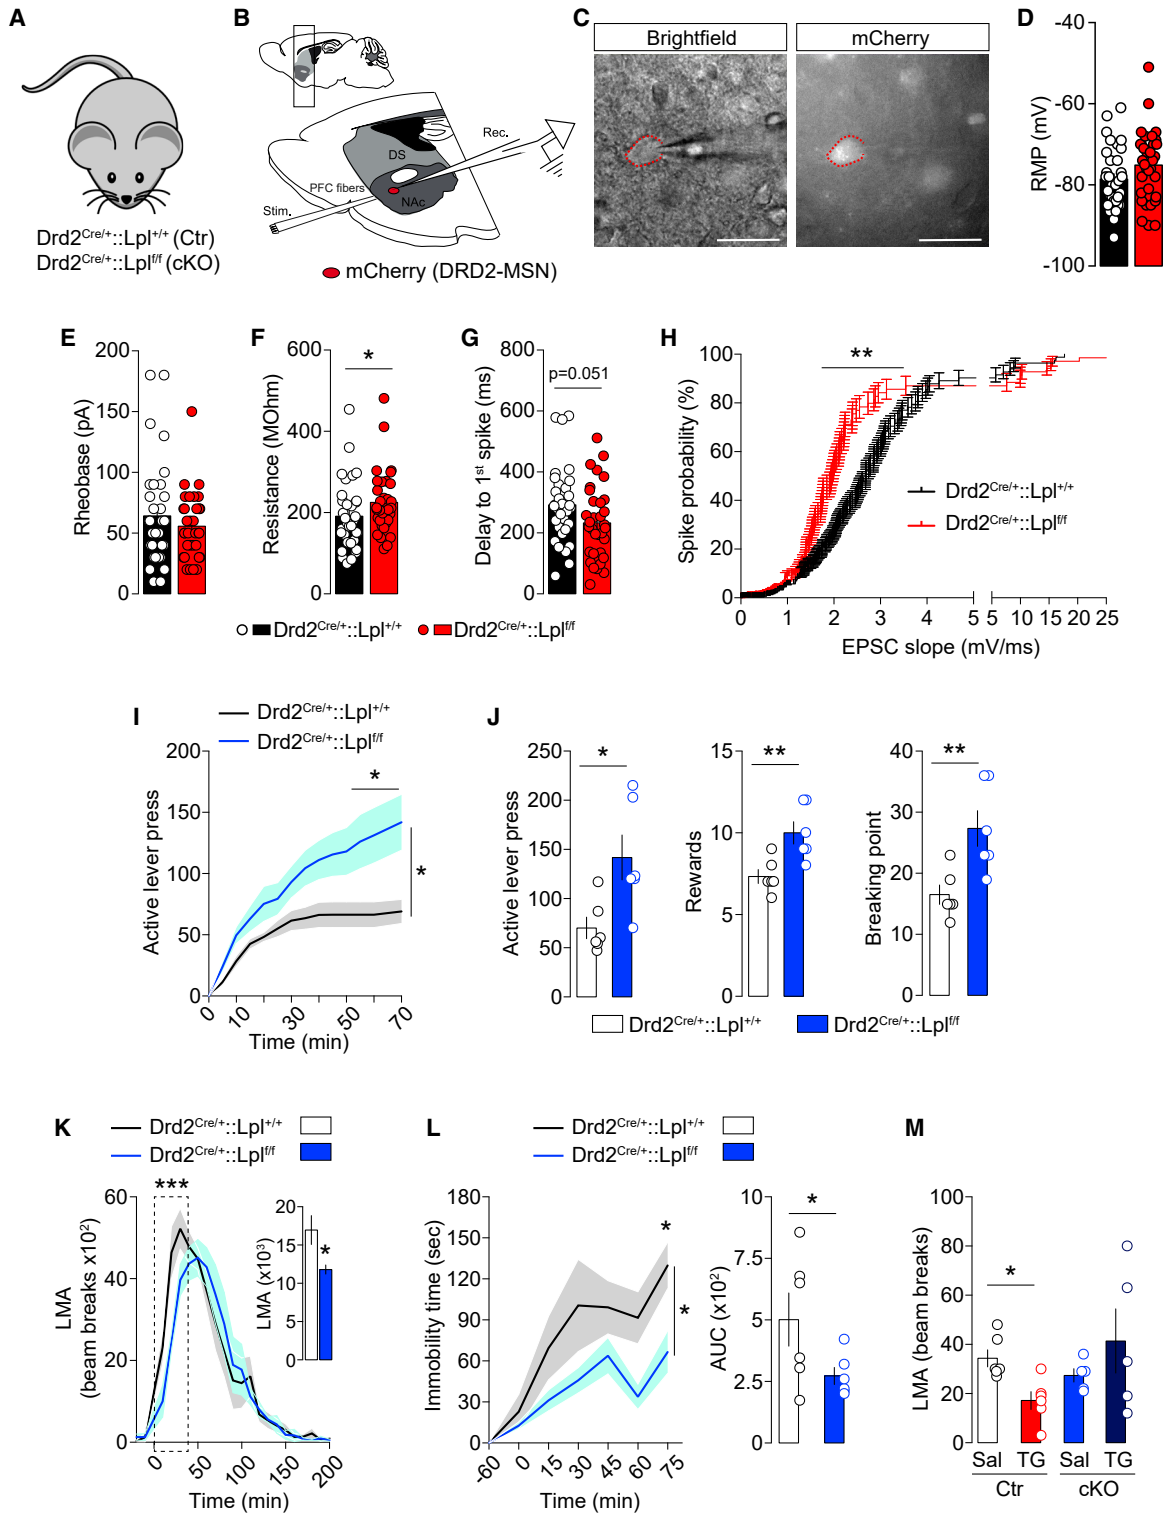 A
Drd2Cre/+::Lpl+/+ (Ctr)
Drd2Cre/+::Lplf/f (cKO)
B
DS
Rec.
PFC fibers
NAc
Stim.
mCherry (DRD2-MSN)
C
Brightfield
mCherry
D
RMP (mV)
-40
-60
-80
-100
E
Rheobase (pA)
200
150
100
50
0
F
Resistance (MOhm)
600
400
200
0
*
G
Delay to 1st spike (ms)
800
600
400
200
0
p=0.051
Drd2Cre/+::Lpl+/+
Drd2Cre/+::Lplf/f
H
Spike probability (%)
100
80
60
40
20
0
**
Drd2Cre/+::Lpl+/+
Drd2Cre/+::Lplf/f
0 1 2 3 4 5 5 10 15 20 25
EPSC slope (mV/ms)
I
Drd2Cre/+::Lpl+/+
Drd2Cre/+::Lplf/f
Active lever press
200
150
100
50
0
*
*
0 10 30 50 70
Time (min)
J
Active lever press
250
200
150
100
50
0
*
Rewards
15
10
5
0
**
Breaking point
40
30
20
10
0
**
Drd2Cre/+::Lpl+/+
Drd2Cre/+::Lplf/f
K
Drd2Cre/+::Lpl+/+
Drd2Cre/+::Lplf/f
LMA
(beam breaks x102)
60
40
20
0
***
LMA (x103)
20
15
10
5
0
*
0 50 100 150 200
Time (min)
L
Drd2Cre/+::Lpl+/+
Drd2Cre/+::Lplf/f
Immobility time (sec)
180
150
120
90
60
30
0
*
*
-60 0 15 30 45 60 75
Time (min)
AUC (x102)
10
7.5
5
2.5
0
*
M
LMA (beam breaks)
100
80
60
40
20
0
*
Sal TG Sal TG
Ctr cKO